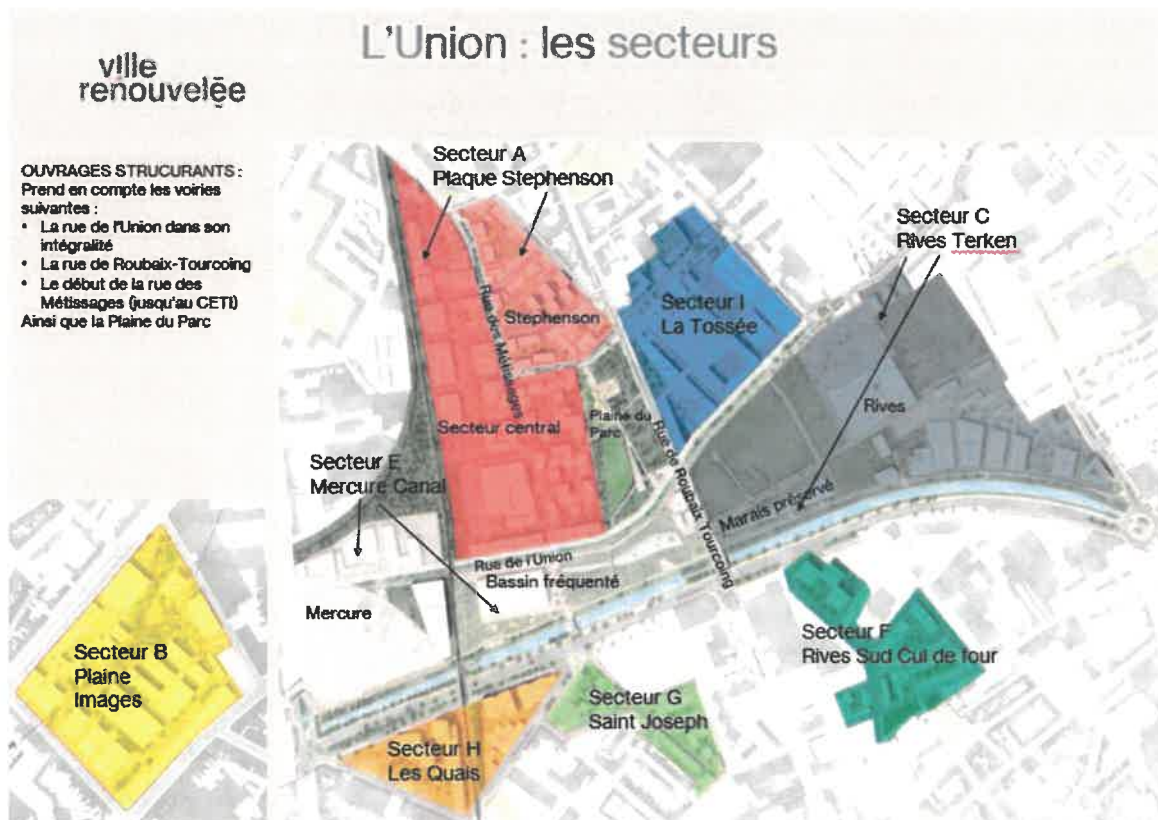 L'Union : les secteurs
ville
renouvelée
OUVRAGES STRUCURANTS :
Prend en compte les voiries
suivantes :
• La rue de l'Union dans son
intégralité
• La rue de Roubaix-Tourcoing
• Le début de la rue des
Métissages (jusqu'au CETI)
Ainsi que la Plaine du Parc
Secteur A
Plaque Stephenson
Secteur C
Rives Terken
Secteur I
La Tossée
Stephenson
Rue des Métissages
Rives
Plaine du
Parc
Secteur central
Rue de Roubaix Tourcoing
Secteur E
Mercure Canal
Marais préservé
Rue de l'Union
Bassin fréquenté
Mercure
Secteur B
Plaine
Images
Secteur F
Rives Sud Cul de four
Secteur G
Saint Joseph
Secteur H
Les Quais